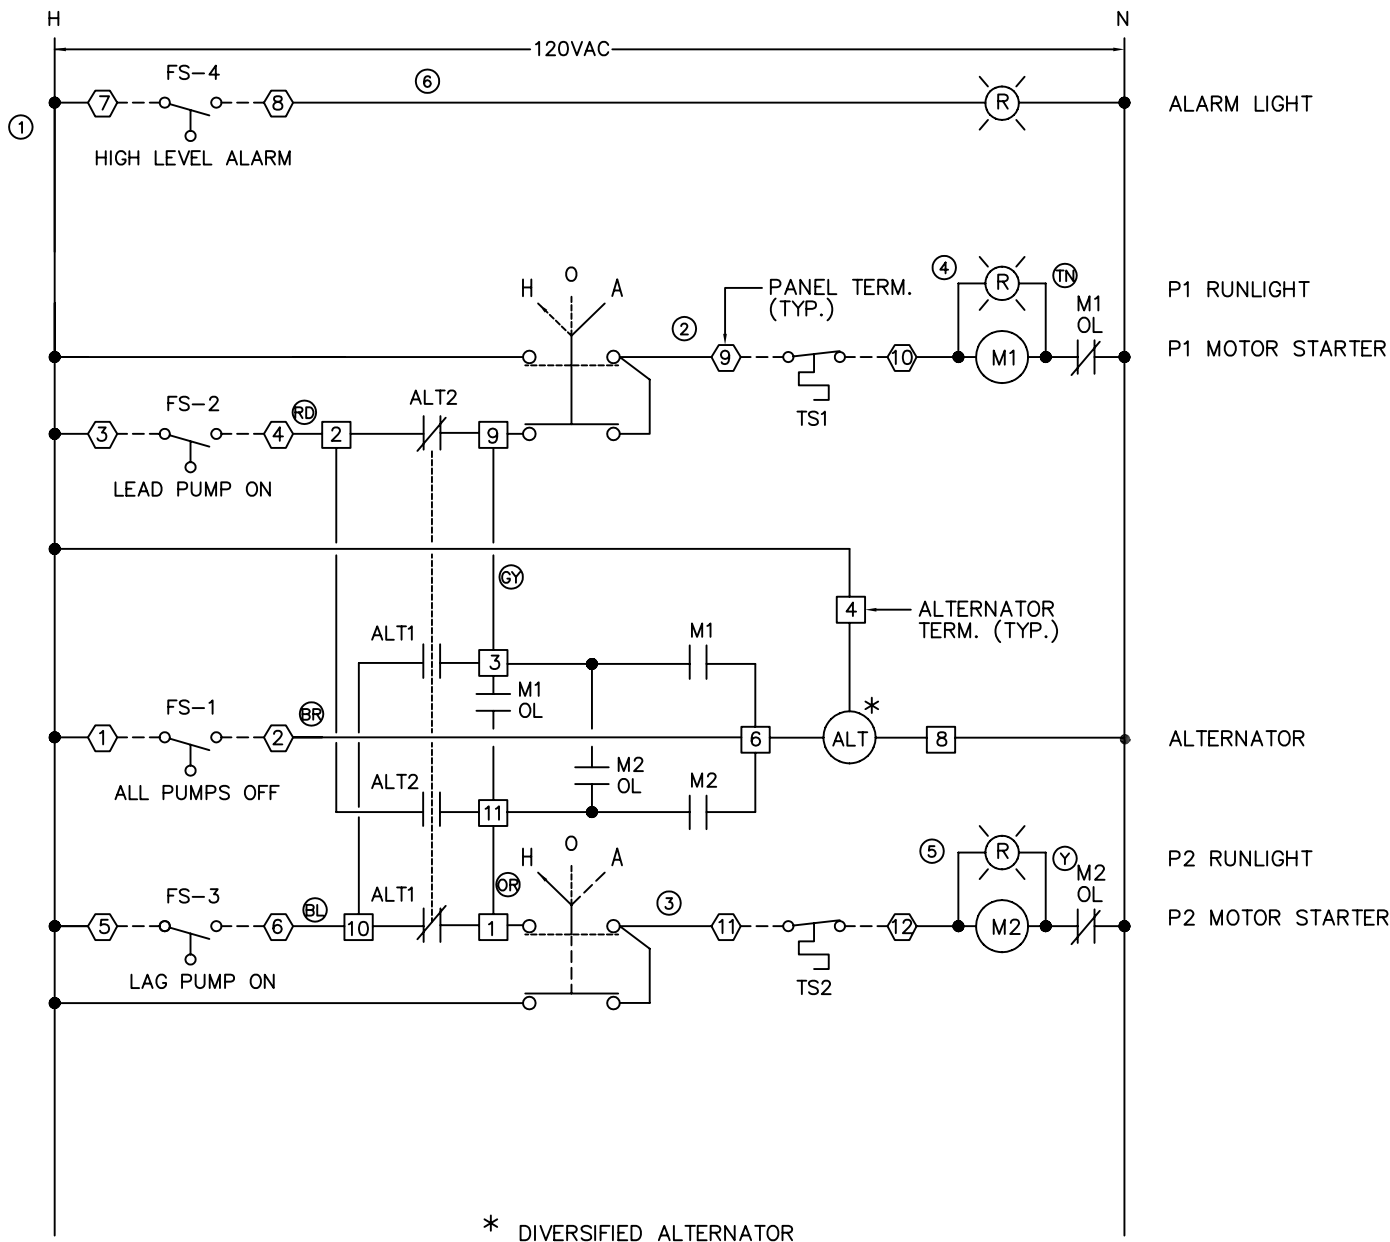 H
N
120VAC
FS-4
7
8
6
R
ALARM LIGHT
1
HIGH LEVEL ALARM
H
O
A
PANEL TERM.
(TYP.)
4
R
TN
P1 RUNLIGHT
2
M1
OL
9
10
M1
P1 MOTOR STARTER
TS1
FS-2
ALT2
3
4
RD
2
9
LEAD PUMP ON
GY
4
ALTERNATOR
TERM. (TYP.)
ALT1
M1
3
M1
OL
FS-1
BR
*
1
2
6
ALT
8
ALTERNATOR
ALL PUMPS OFF
ALT2
M2
OL
M2
11
H
O
A
5
R
Y
P2 RUNLIGHT
M2
OL
FS-3
ALT1
OR
3
5
6
BL
10
1
11
12
M2
P2 MOTOR STARTER
TS2
LAG PUMP ON
* DIVERSIFIED ALTERNATOR